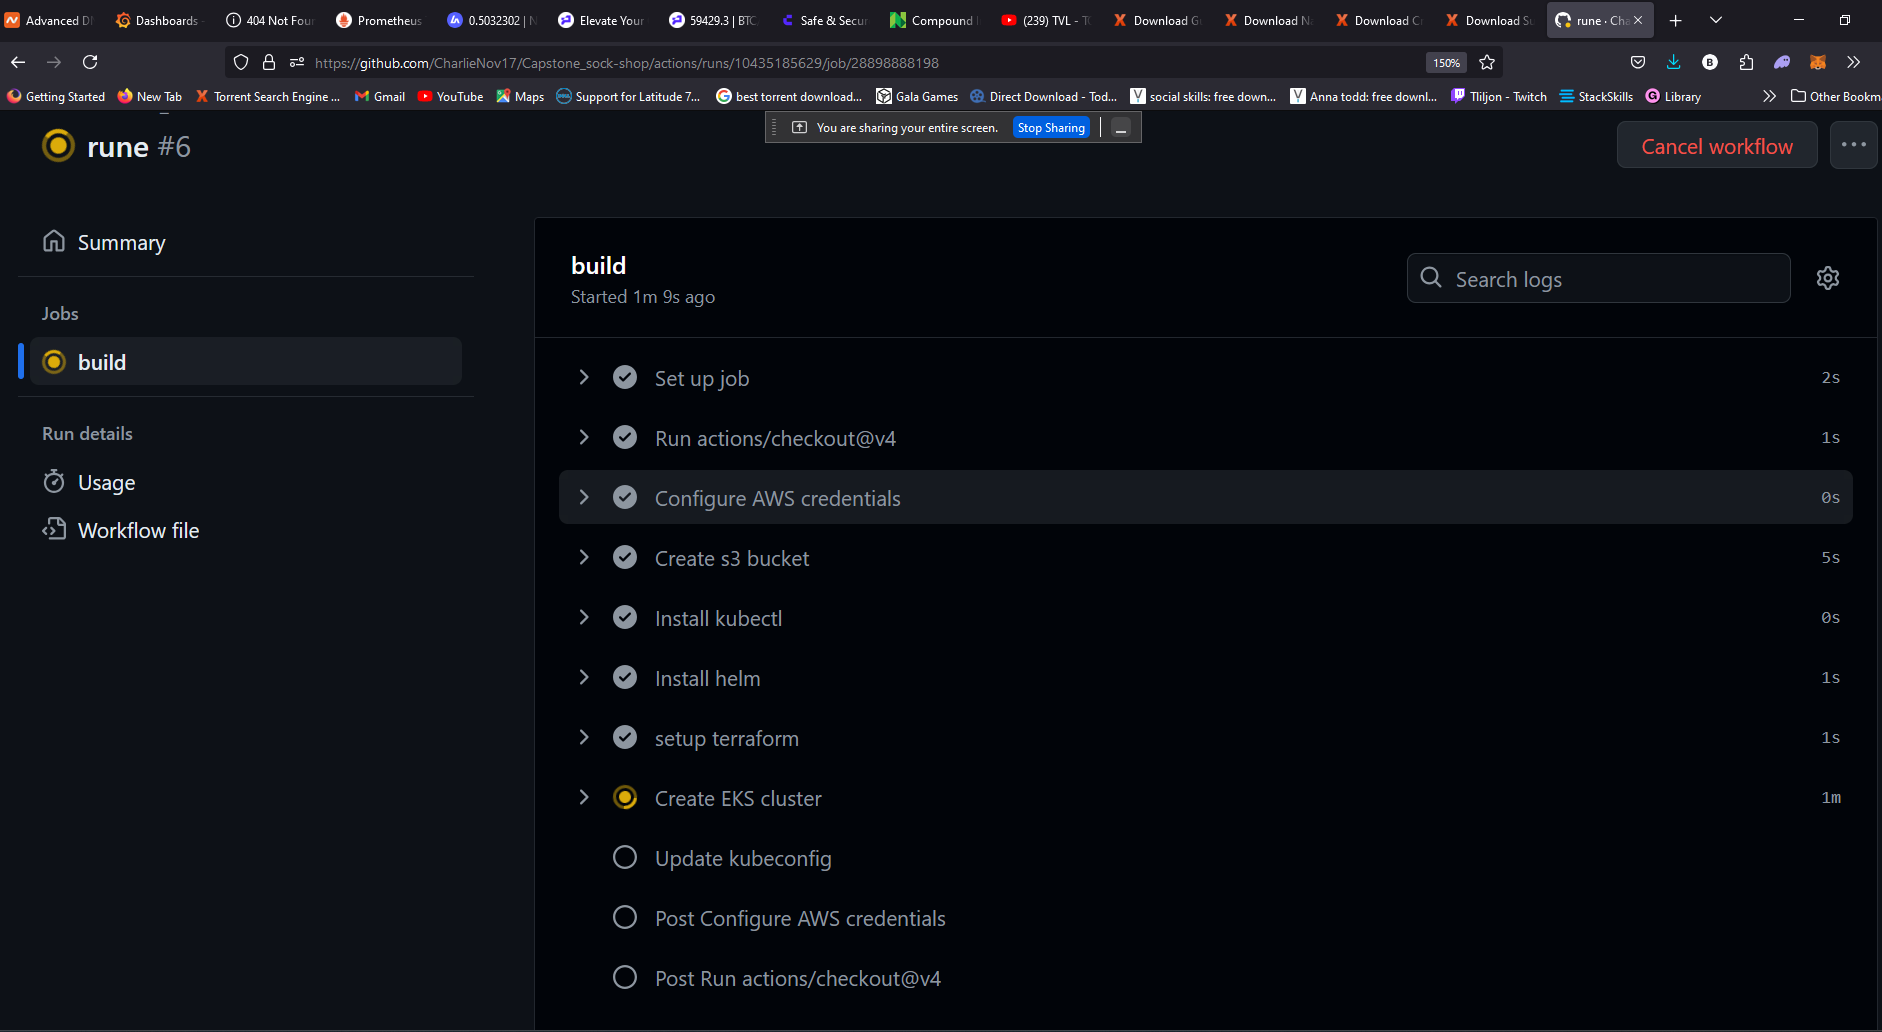 Advanced D
Dashboards
404 Not Four
Prometheus
0.5032302 | N
Elevate Your
59429.3 | BTC
Safe & Secur
Compound
(239) TVL - T
Download G
Download N
Download C
Download Su
rune · Cha
https://github.com/CharlieNov17/Capstone_sock-shop/actions/runs/10435185629/job/28898888198
150%
Getting Started
New Tab
Torrent Search Engine ...
Gmail
YouTube
Maps
Support for Latitude 7...
best torrent download...
Gala Games
Direct Download - Tod...
social skills: free down...
Anna todd: free downl...
Tliljon - Twitch
StackSkills
Library
Other Bookm
You are sharing your entire screen.
Stop Sharing
rune #6
Cancel workflow
Summary
Jobs
build
Run details
Usage
Workflow file
build
Started 1m 9s ago
Search logs
Set up job 2s
Run actions/checkout@v4 1s
Configure AWS credentials 0s
Create s3 bucket 5s
Install kubectl 0s
Install helm 1s
setup terraform 1s
Create EKS cluster 1m
Update kubeconfig
Post Configure AWS credentials
Post Run actions/checkout@v4